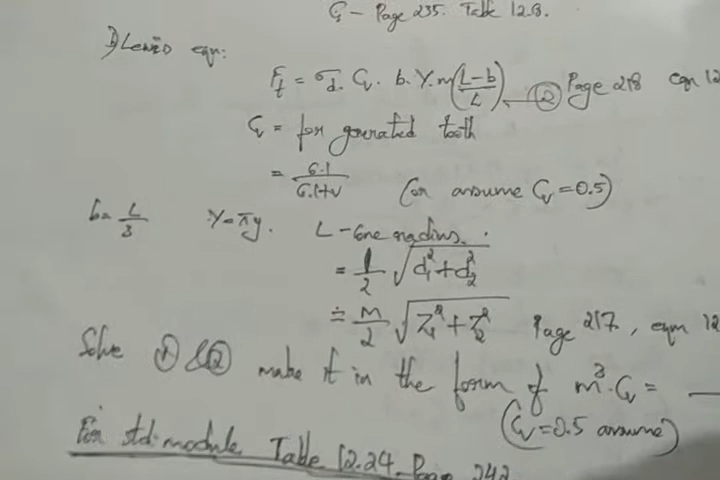 Cs - Page 235. Table 12.8.
1) Lewis eqn:
Ft = σd. Cv. b. Y. m (L-b/L) — ② Page 218 eqn 12
Cv = for generated tooth
= 6.1/6.1+v (or assume Cv = 0.5)
b = L/3 Y = πy. L - Cone radius.
= 1/2 √d1²+d2²
= m/2 √Z1²+Z2² Page 217, eqn 12
Solve ① & ② make it in the form of m³. Cv = —
(Cv = 0.5 assume)
Fin std. module Table 12.24 Page 242